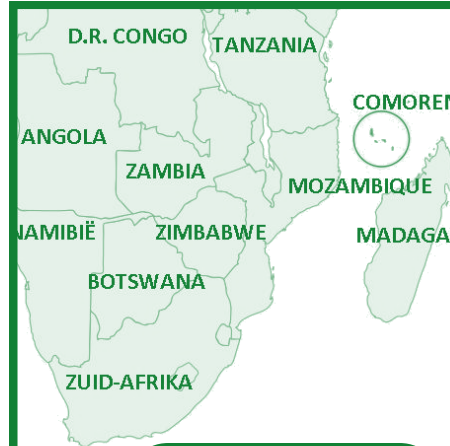 D.R. CONGO
TANZANIA
COMOREN
ANGOLA
ZAMBIA
MOZAMBIQUE
NAMIBIË
ZIMBABWE
MADAGA
BOTSWANA
ZUID-AFRIKA